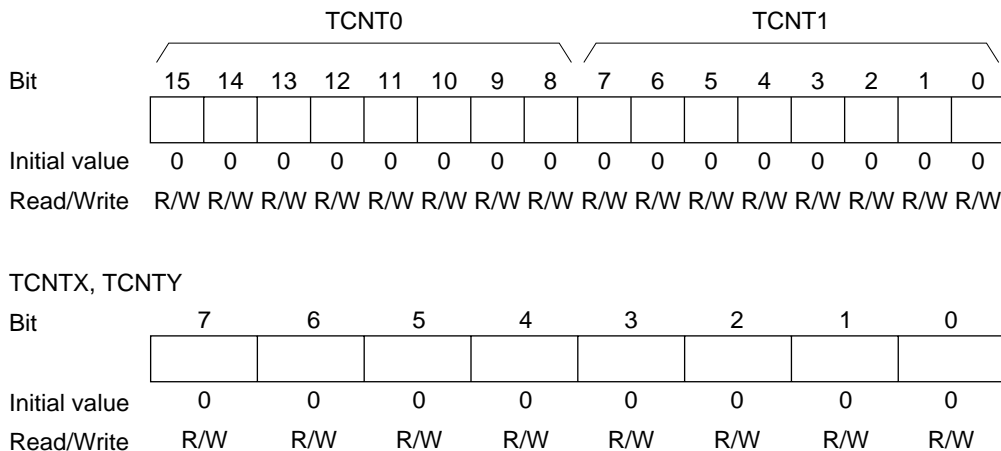 TCNT0 TCNT1
Bit 15 14 13 12 11 10 9 8 7 6 5 4 3 2 1 0
Initial value 0 0 0 0 0 0 0 0 0 0 0 0 0 0 0 0
Read/Write R/W R/W R/W R/W R/W R/W R/W R/W R/W R/W R/W R/W R/W R/W R/W R/W
TCNTX, TCNTY
Bit 7 6 5 4 3 2 1 0
Initial value 0 0 0 0 0 0 0 0
Read/Write R/W R/W R/W R/W R/W R/W R/W R/W